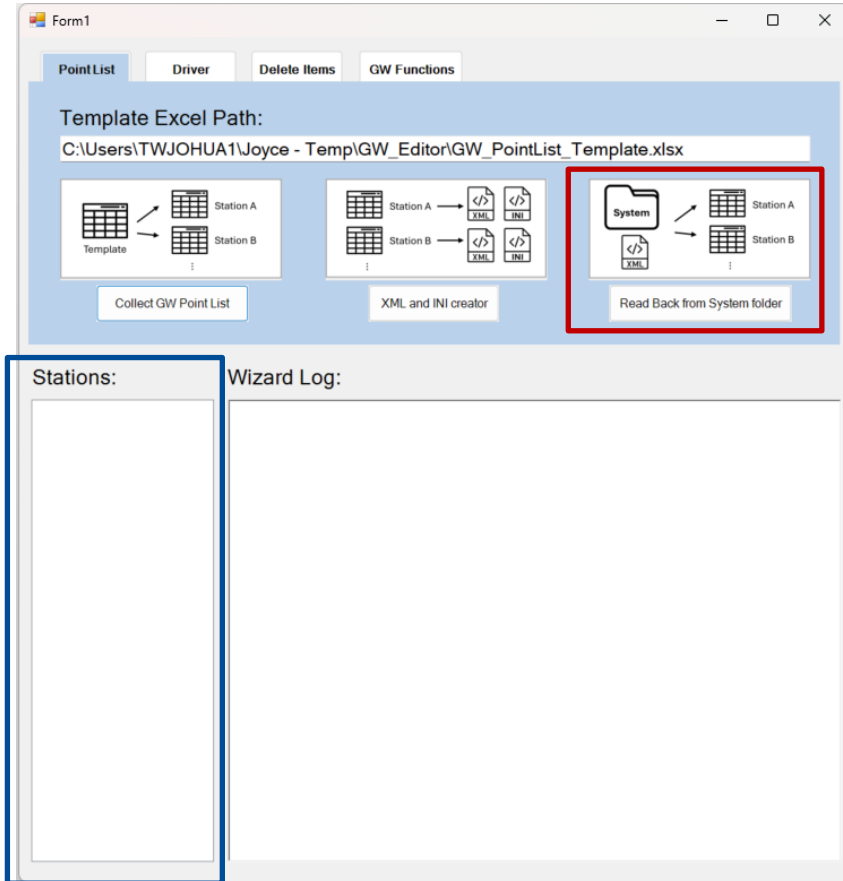 Form1
PointList Driver Delete Items GW Functions
Template Excel Path:
C:\Users\TWJOHUA1\Joyce - Temp\GW_Editor\GW_PointList_Template.xlsx
Template
Station A
Station B
Station A
</>
XML
</>
INI
Station B
</>
XML
</>
INI
System
</>
XML
Station A
Station B
Collect GW Point List
XML and INI creator
Read Back from System folder
Stations:
Wizard Log: